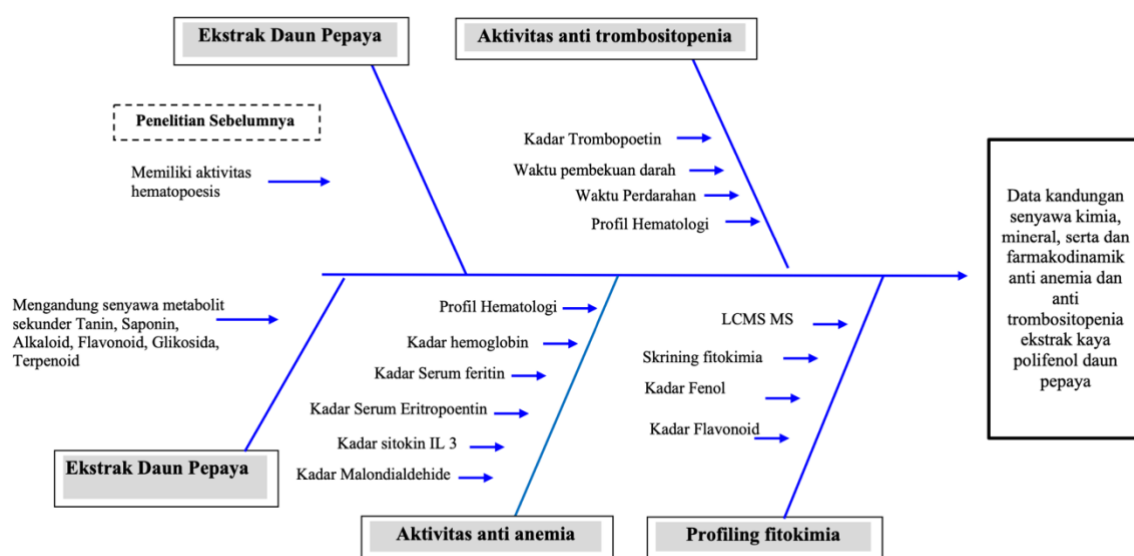 Ekstrak Daun Pepaya
Aktivitas anti trombositopenia
Penelitian Sebelumnya
Memiliki aktivitas
hematopoesis
Kadar Trombopoetin
Waktu pembekuan darah
Waktu Perdarahan
Profil Hematologi
Data kandungan
senyawa kimia,
mineral, serta dan
farmakodinamik
anti anemia dan
anti
trombositopenia
ekstrak kaya
polifenol daun
pepaya
Mengandung senyawa metabolit
sekunder Tanin, Saponin,
Alkaloid, Flavonoid, Glikosida,
Terpenoid
Ekstrak Daun Pepaya
Profil Hematologi
Kadar hemoglobin
Kadar Serum feritin
Kadar Serum Eritropoentin
Kadar sitokin IL 3
Kadar Malondialdehide
Aktivitas anti anemia
LCMS MS
Skrining fitokimia
Kadar Fenol
Kadar Flavonoid
Profiling fitokimia